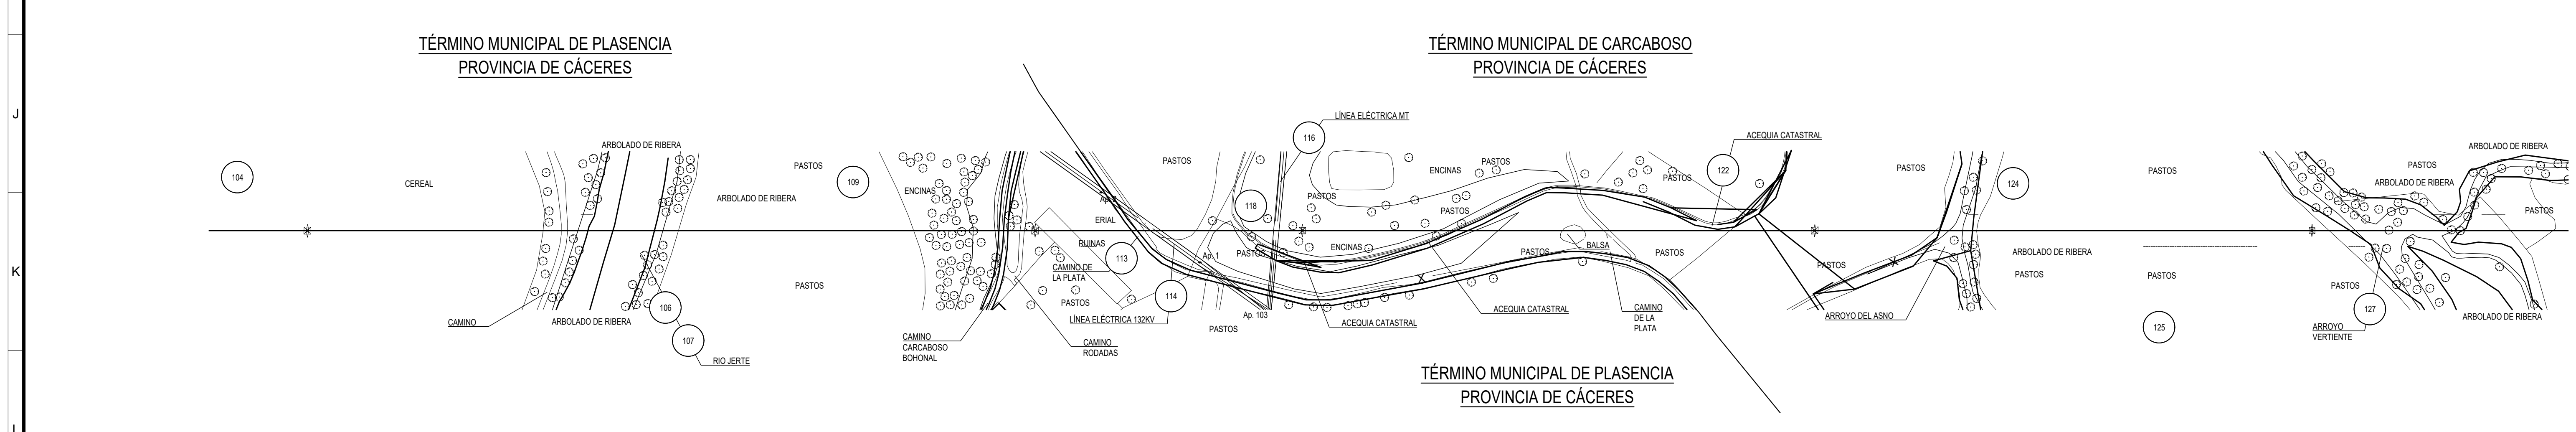 TÉRMINO MUNICIPAL DE PLASENCIA
PROVINCIA DE CÁCERES
TÉRMINO MUNICIPAL DE CARCABOSO
PROVINCIA DE CÁCERES
J
K
104
CEREAL
ARBOLADO DE RIBERA
CAMINO
ARBOLADO DE RIBERA
106
107
RIO JERTE
ARBOLADO DE RIBERA
PASTOS
PASTOS
109
ENCINAS
CAMINO
CARCABOSO
BOHONAL
ERIAL
RUINAS
CAMINO DE
LA PLATA
PASTOS
LÍNEA ELÉCTRICA 132KV
CAMINO
RODADAS
113
114
Ap. 1
PASTOS
PASTOS
Ap. 103
PASTOS
118
116
LÍNEA ELÉCTRICA MT
PASTOS
ENCINAS
PASTOS
PASTOS
ENCINAS
ACEQUIA CATASTRAL
ACEQUIA CATASTRAL
PASTOS
BALSA
CAMINO
DE LA
PLATA
PASTOS
PASTOS
122
ACEQUIA CATASTRAL
PASTOS
PASTOS
ARROYO DEL ASNO
124
ARBOLADO DE RIBERA
PASTOS
PASTOS
PASTOS
125
PASTOS
ARROYO
VERTIENTE
127
ARBOLADO DE RIBERA
PASTOS
ARBOLADO DE RIBERA
PASTOS
ARBOLADO DE RIBERA
TÉRMINO MUNICIPAL DE PLASENCIA
PROVINCIA DE CÁCERES